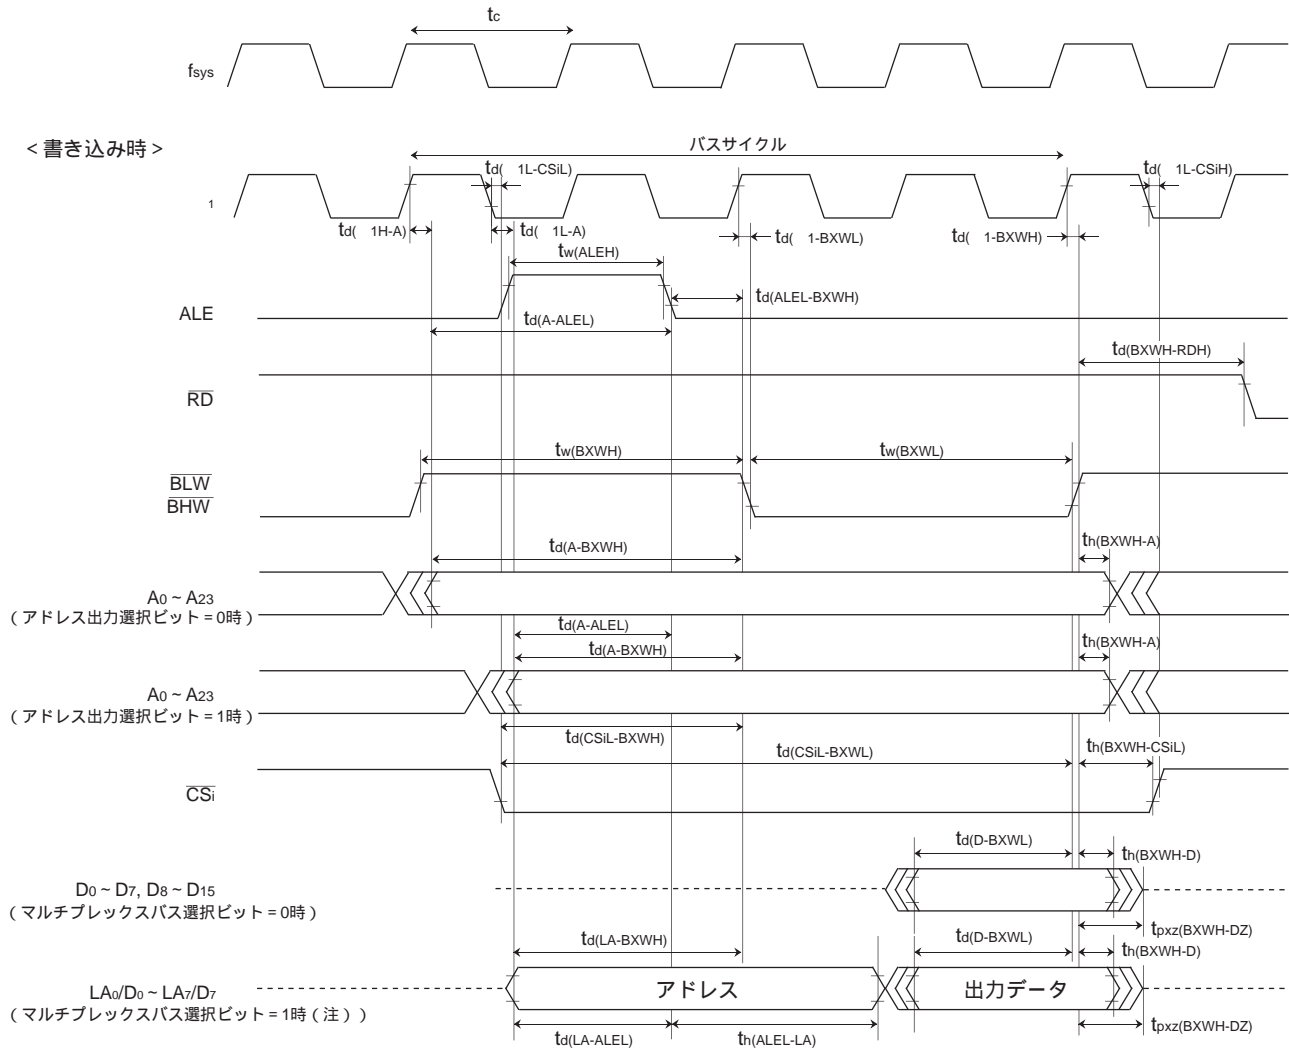 tc
fsys
<書き込み時>
バスサイクル
td( 1L-CSiL)
td( 1L-CSiH)
1
td( 1H-A)
td( 1L-A)
td( 1-BXWL)
td( 1-BXWH)
tw(ALEH)
ALE
td(ALEL-BXWH)
td(A-ALEL)
td(BXWH-RDH)
RD
tw(BXWH)
tw(BXWL)
BLW
BHW
td(A-BXWH)
th(BXWH-A)
A0 ~ A23
(アドレス出力選択ビット = 0時)
td(A-ALEL)
td(A-BXWH)
th(BXWH-A)
A0 ~ A23
(アドレス出力選択ビット = 1時)
td(CSiL-BXWH)
td(CSiL-BXWL)
th(BXWH-CSiL)
CSi
td(D-BXWL)
th(BXWH-D)
D0 ~ D7, D8 ~ D15
(マルチプレックスバス選択ビット = 0時)
tpxz(BXWH-DZ)
td(LA-BXWH)
td(D-BXWL)
th(BXWH-D)
LA0/D0 ~ LA7/D7
アドレス
出力データ
(マルチプレックスバス選択ビット = 1時(注))
td(LA-ALEL)
th(ALEL-LA)
tpxz(BXWH-DZ)